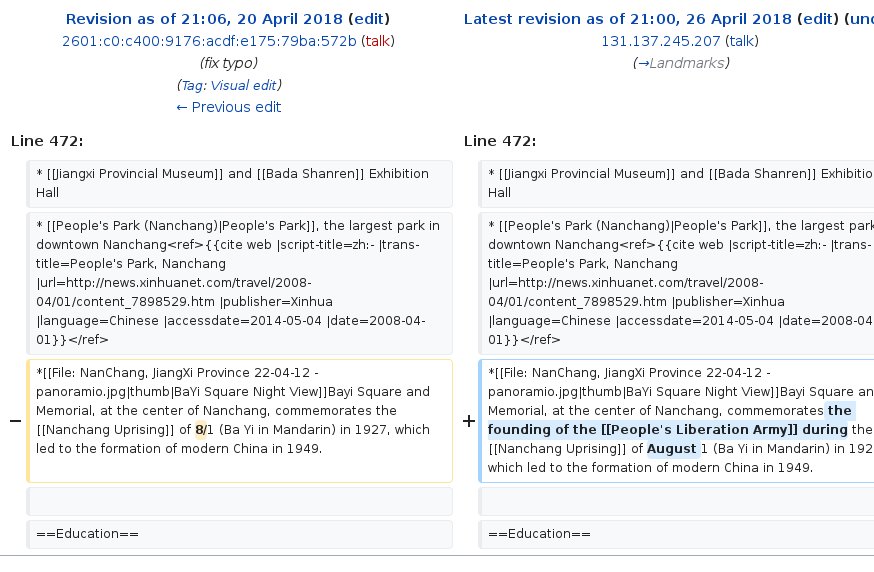 Revision as of 21:06, 20 April 2018 (edit)
2601:c0:c400:9176:acdf:e175:79ba:572b (talk)
(fix typo)
(Tag: Visual edit)
← Previous edit
Latest revision as of 21:00, 26 April 2018 (edit) (und
131.137.245.207 (talk)
(→Landmarks)
Line 472:
* [[Jiangxi Provincial Museum]] and [[Bada Shanren]] Exhibition
Hall
* [[People's Park (Nanchang)|People's Park]], the largest park in
downtown Nanchang<ref>{{cite web |script-title=zh:- |trans-
title=People's Park, Nanchang
|url=http://news.xinhuanet.com/travel/2008-
04/01/content_7898529.htm |publisher=Xinhua
|language=Chinese |accessdate=2014-05-04 |date=2008-04-
01}}</ref>
− *[[File: NanChang, JiangXi Province 22-04-12 -
panoramio.jpg|thumb|BaYi Square Night View]]Bayi Square and
Memorial, at the center of Nanchang, commemorates the
[[Nanchang Uprising]] of 8/1 (Ba Yi in Mandarin) in 1927, which
led to the formation of modern China in 1949.
==Education==
Line 472:
* [[Jiangxi Provincial Museum]] and [[Bada Shanren]] Exhibitio
Hall
* [[People's Park (Nanchang)|People's Park]], the largest park
downtown Nanchang<ref>{{cite web |script-title=zh:- |trans-
title=People's Park, Nanchang
|url=http://news.xinhuanet.com/travel/2008-
04/01/content_7898529.htm |publisher=Xinhua
|language=Chinese |accessdate=2014-05-04 |date=2008-04
01}}</ref>
+ *[[File: NanChang, JiangXi Province 22-04-12 -
panoramio.jpg|thumb|BaYi Square Night View]]Bayi Square an
Memorial, at the center of Nanchang, commemorates the
founding of the [[People's Liberation Army]] during the
[[Nanchang Uprising]] of August 1 (Ba Yi in Mandarin) in 192
which led to the formation of modern China in 1949.
==Education==